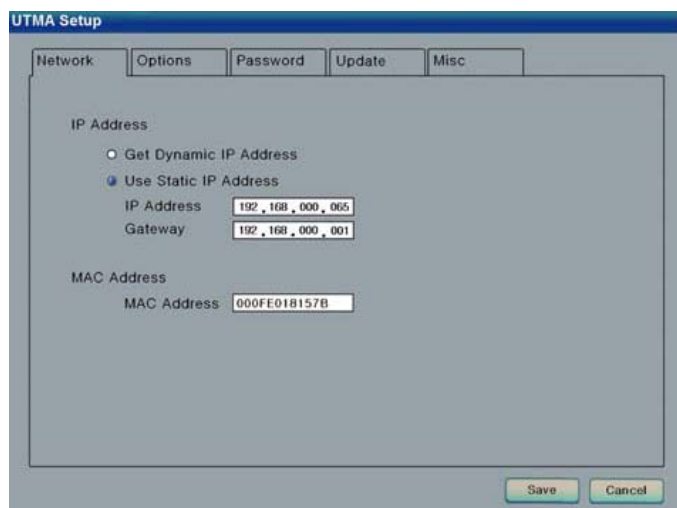 UTMA Setup
Network Options Password Update Misc
IP Address
Get Dynamic IP Address
Use Static IP Address
IP Address 192 . 168 . 000 . 065
Gateway 192 . 168 . 000 . 001
MAC Address
MAC Address 000FE018157B
Save Cancel